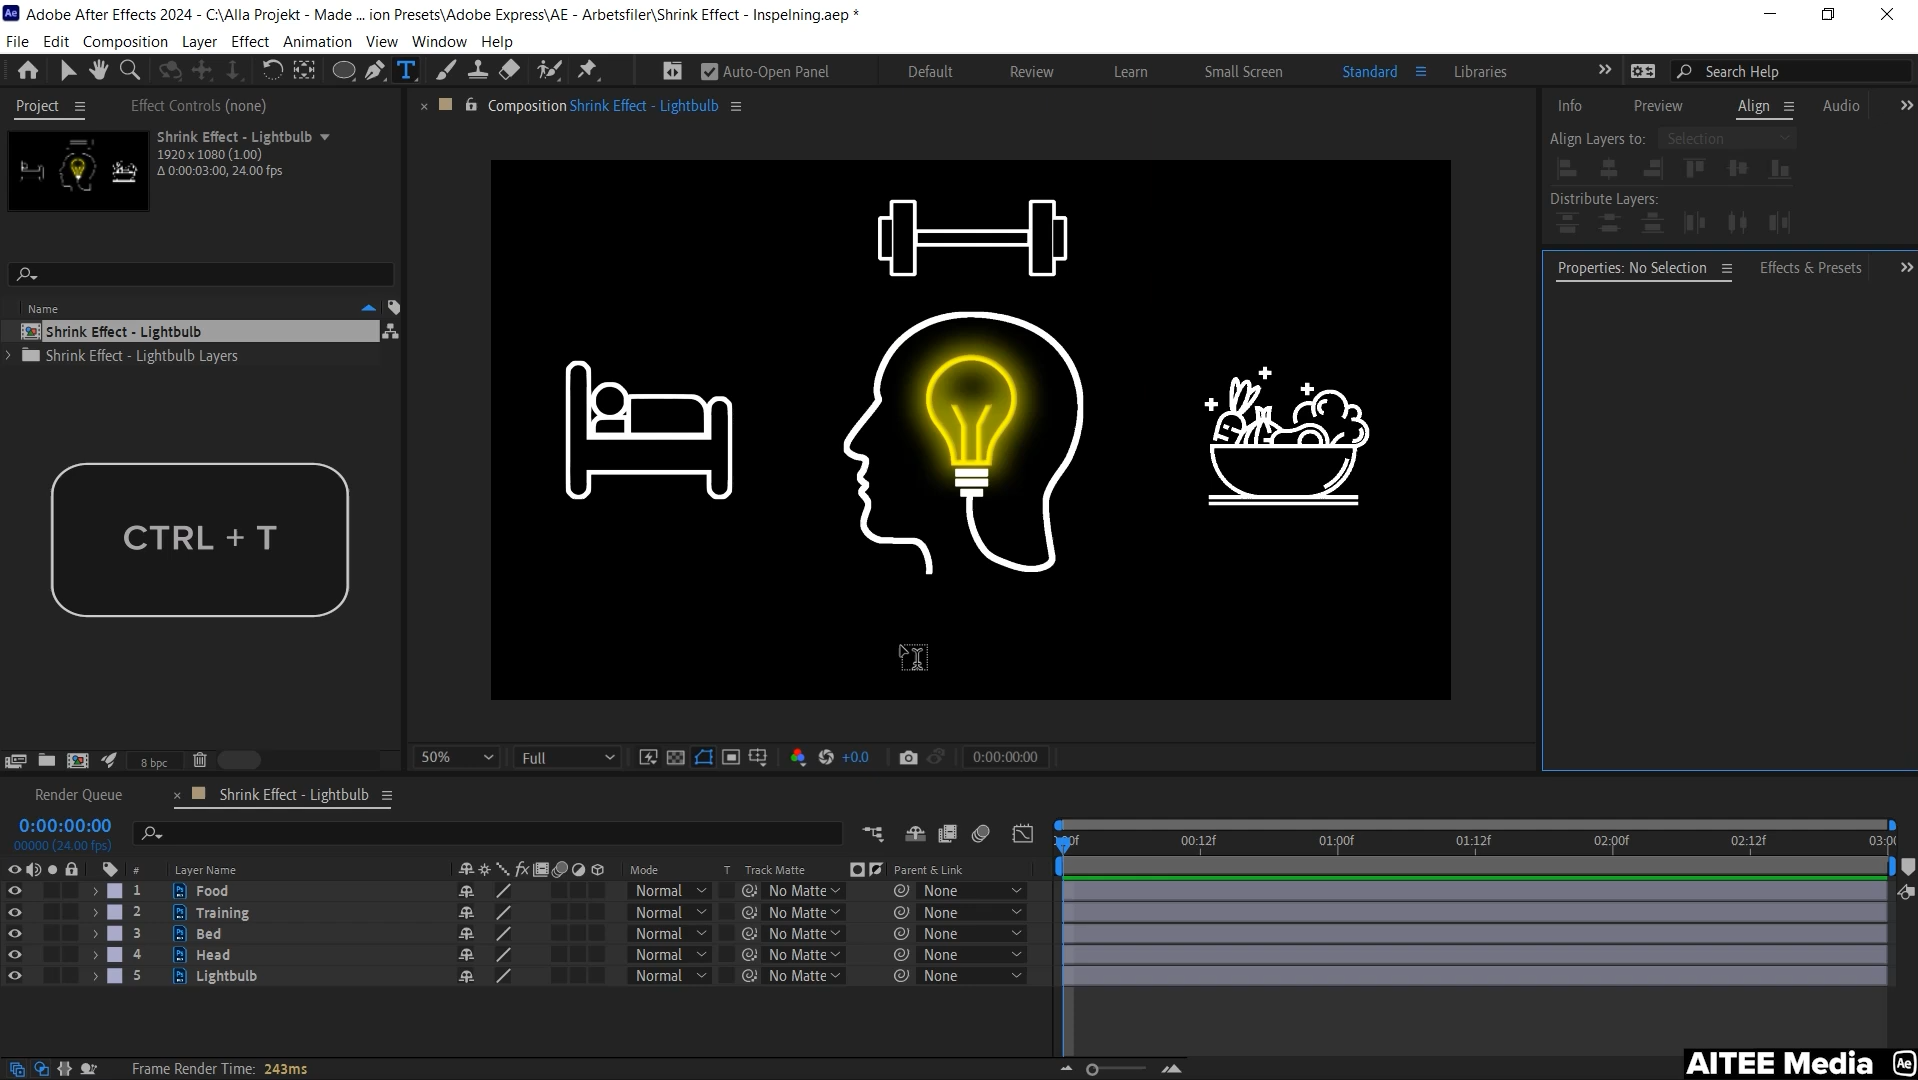 Adobe After Effects 2024 - C:\Alla Projekt - Made ... ion Presets\Adobe Express\AE - Arbetsfiler\Shrink Effect - Inspelning.aep *
File Edit Composition Layer Effect Animation View Window Help
Auto-Open Panel Default Review Learn Small Screen Standard Libraries Search Help
Project Effect Controls (none) Composition Shrink Effect - Lightbulb Info Preview Align Audio
Shrink Effect - Lightbulb
1920 x 1080 (1.00)
Δ 0:00:03:00, 24.00 fps
Align Layers to: Selection
Distribute Layers:
Properties: No Selection Effects & Presets
Name
Shrink Effect - Lightbulb
Shrink Effect - Lightbulb Layers
CTRL + T
8 bpc 50% Full +0.0 0:00:00:00
Render Queue Shrink Effect - Lightbulb
0:00:00:00
00000 (24.00 fps)
00f 00:12f 01:00f 01:12f 02:00f 02:12f 03:00
# Layer Name Mode T Track Matte Parent & Link
1 Food Normal No Matte None
2 Training Normal No Matte None
3 Bed Normal No Matte None
4 Head Normal No Matte None
5 Lightbulb Normal No Matte None
Frame Render Time: 243ms
AITEE Media Ae